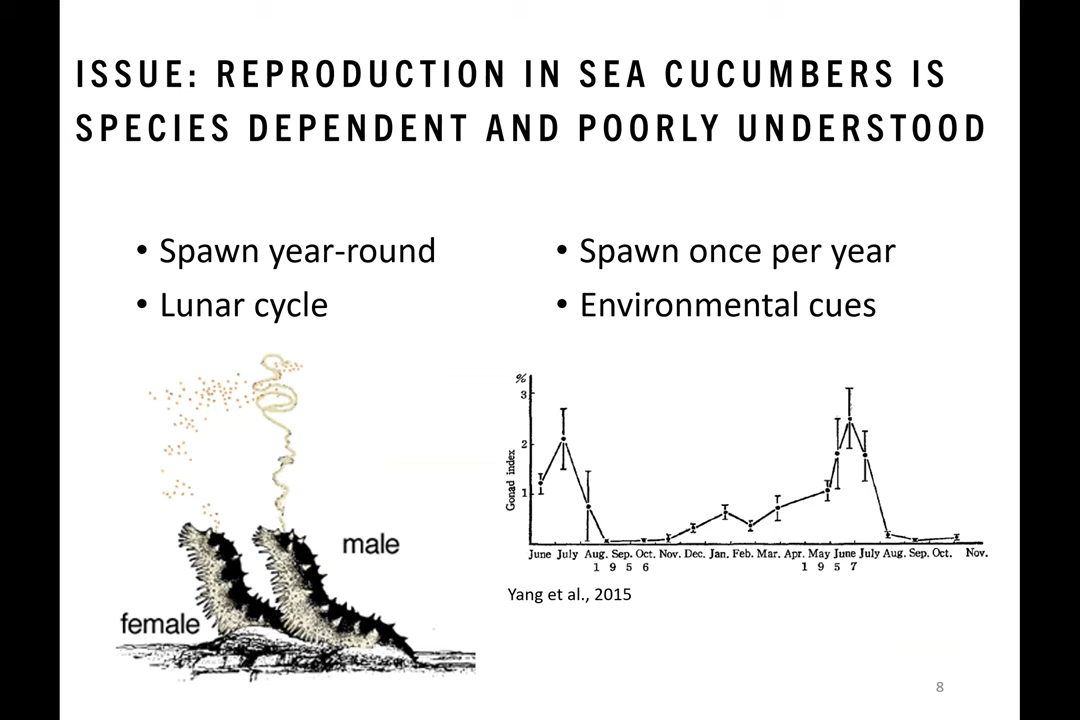 ISSUE: REPRODUCTION IN SEA CUCUMBERS IS
SPECIES DEPENDENT AND POORLY UNDERSTOOD
• Spawn year-round
• Lunar cycle
• Spawn once per year
• Environmental cues
male
female
%
3
2
1
Gonad index
June July Aug. Sep. Oct. Nov. Dec. Jan. Feb. Mar. Apr. May June July Aug. Sep. Oct. Nov.
1 9 5 6 1 9 5 7
Yang et al., 2015
8